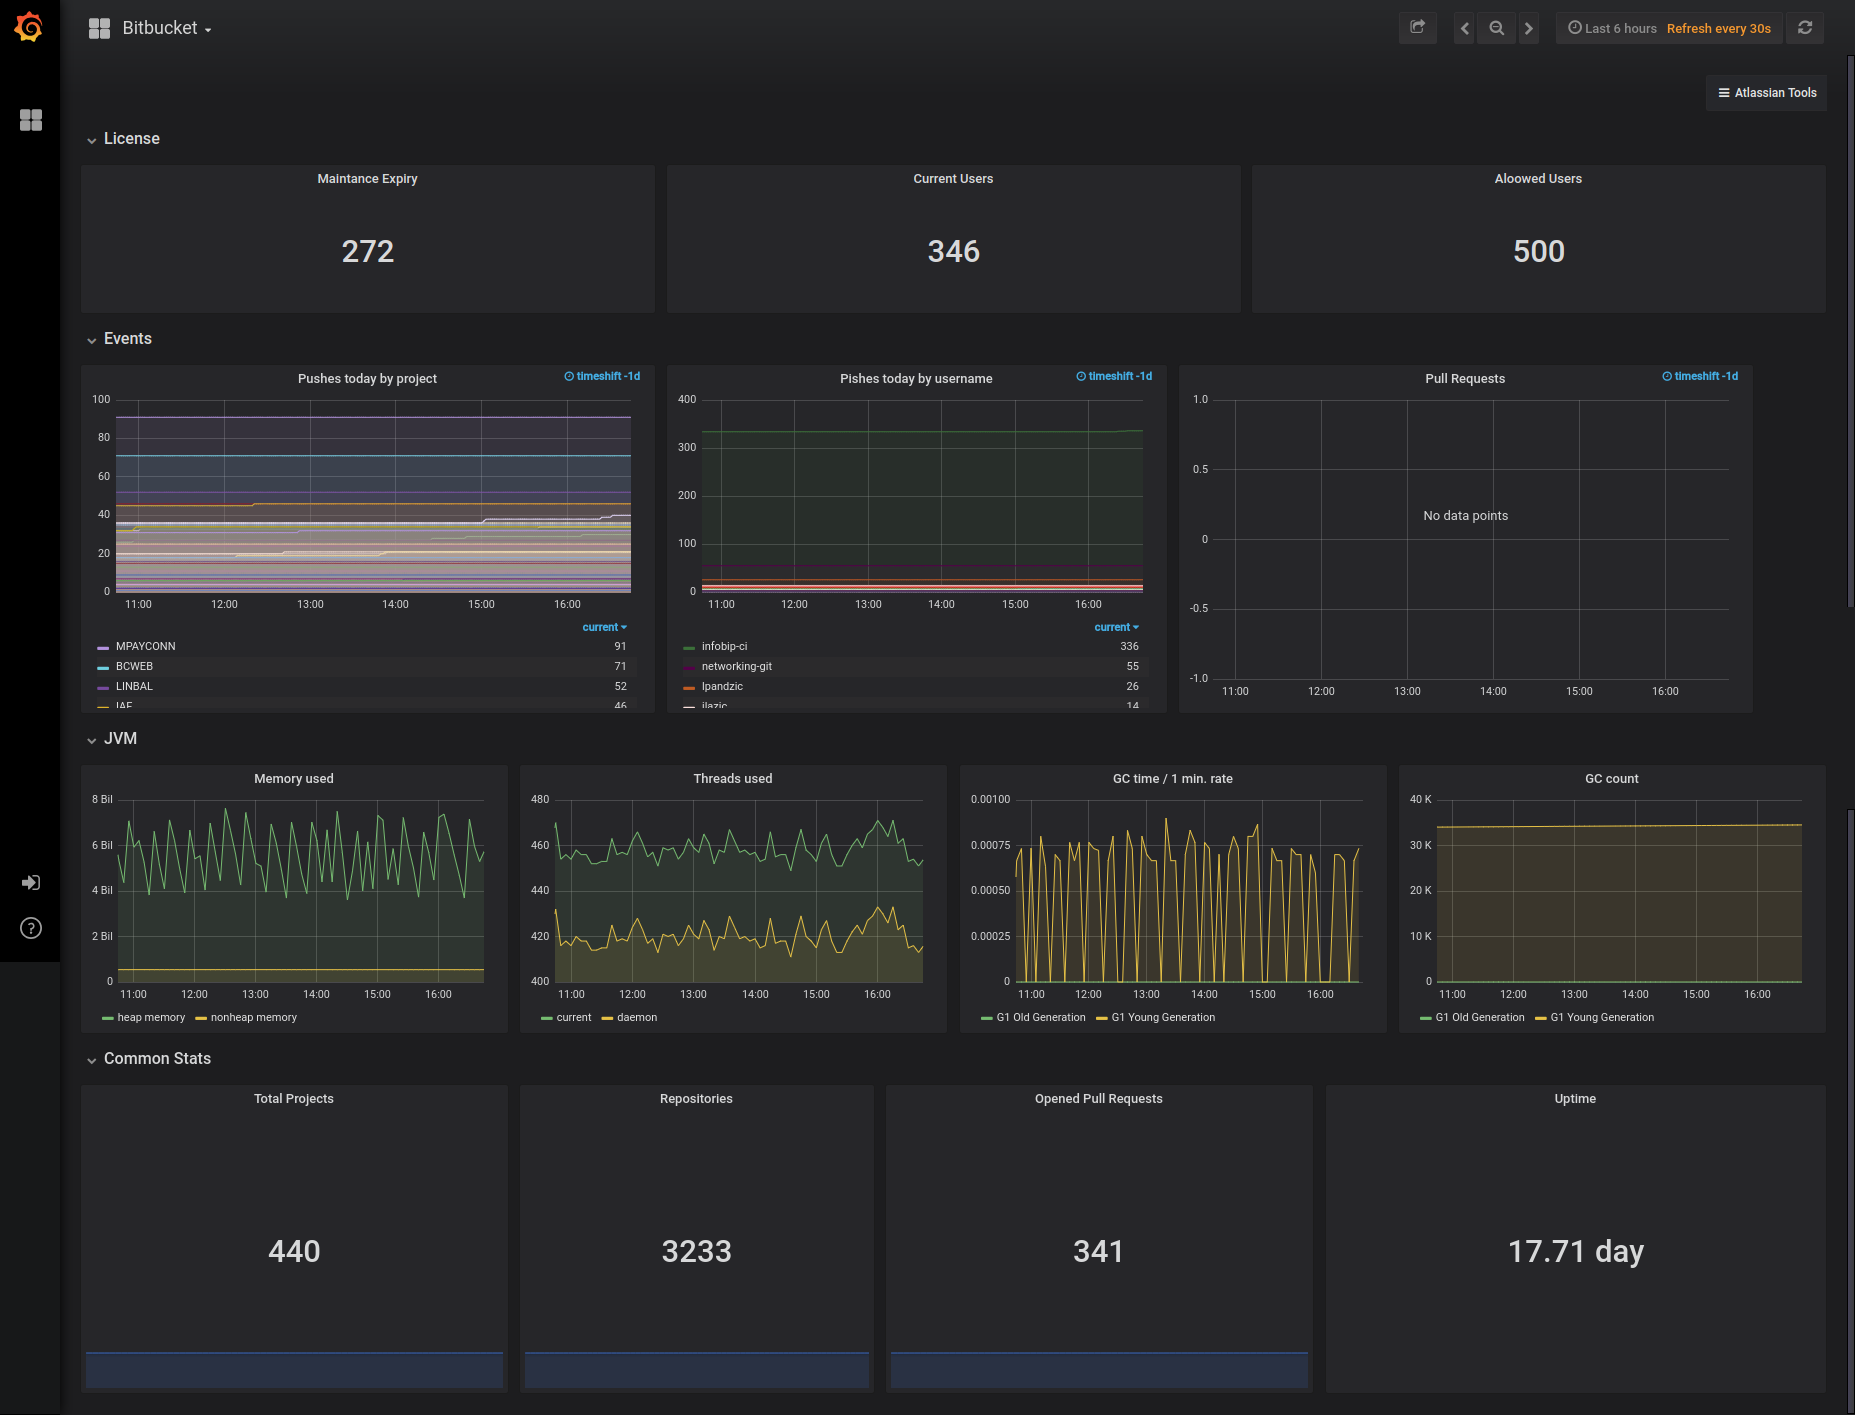 Bitbucket
Last 6 hours Refresh every 30s
Atlassian Tools
License
Maintance Expiry
272
Current Users
346
Aloowed Users
500
Events
Pushes today by project
timeshift -1d
100
80
60
40
20
0
11:00 12:00 13:00 14:00 15:00 16:00
current
MPAYCONN 91
BCWEB 71
LINBAL 52
IAF 46
Pishes today by username
timeshift -1d
400
300
200
100
0
11:00 12:00 13:00 14:00 15:00 16:00
current
infobip-ci 336
networking-git 55
lpandzic 26
ilazic 14
Pull Requests
timeshift -1d
1.0
0.5
No data points
0
-0.5
-1.0
11:00 12:00 13:00 14:00 15:00 16:00
JVM
Memory used
8 Bil
6 Bil
4 Bil
2 Bil
0
11:00 12:00 13:00 14:00 15:00 16:00
heap memory nonheap memory
Threads used
480
460
440
420
400
11:00 12:00 13:00 14:00 15:00 16:00
current daemon
GC time / 1 min. rate
0.00100
0.00075
0.00050
0.00025
0
11:00 12:00 13:00 14:00 15:00 16:00
G1 Old Generation G1 Young Generation
GC count
40 K
30 K
20 K
10 K
0
11:00 12:00 13:00 14:00 15:00 16:00
G1 Old Generation G1 Young Generation
Common Stats
Total Projects
440
Repositories
3233
Opened Pull Requests
341
Uptime
17.71 day